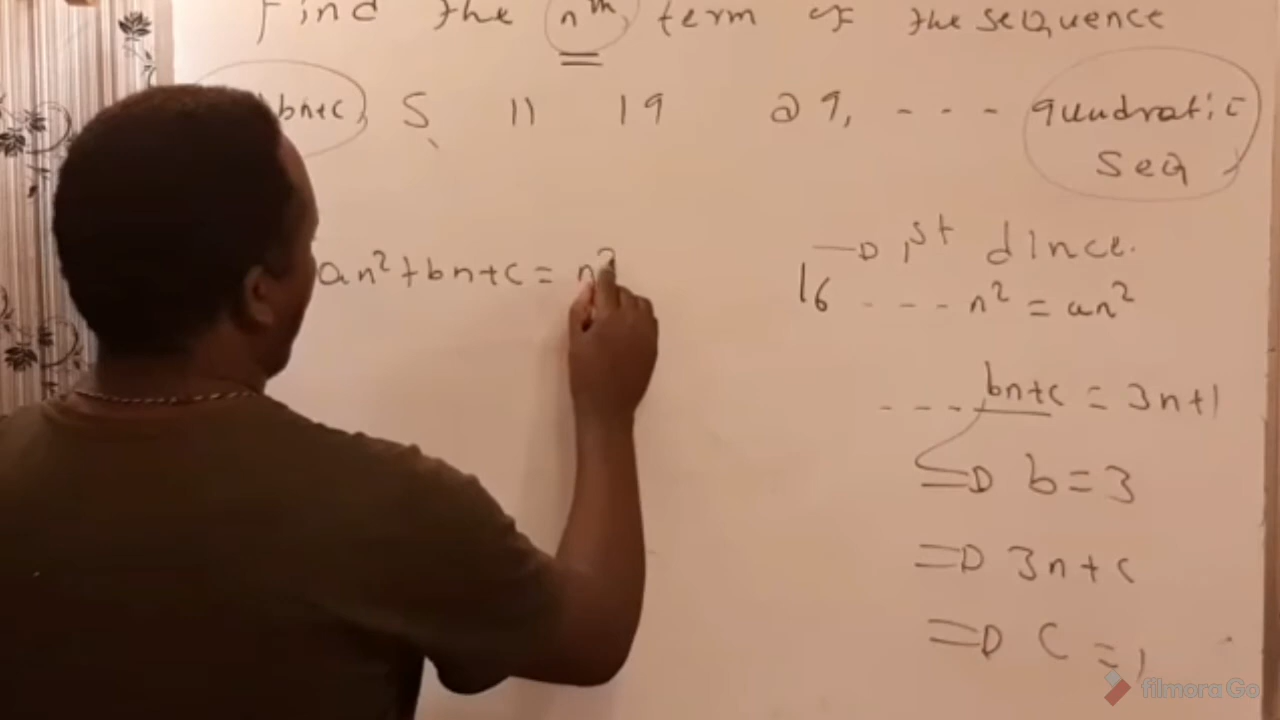 Find the nth term of the sequence
bn+c, 5 11 19 29, - - - quadratic
seq
an²+bn+c = n²
1st dince.
16 - - - n² = an²
- - - bn+c = 3n+1
b = 3
3n+c
c = 1
filmora Go